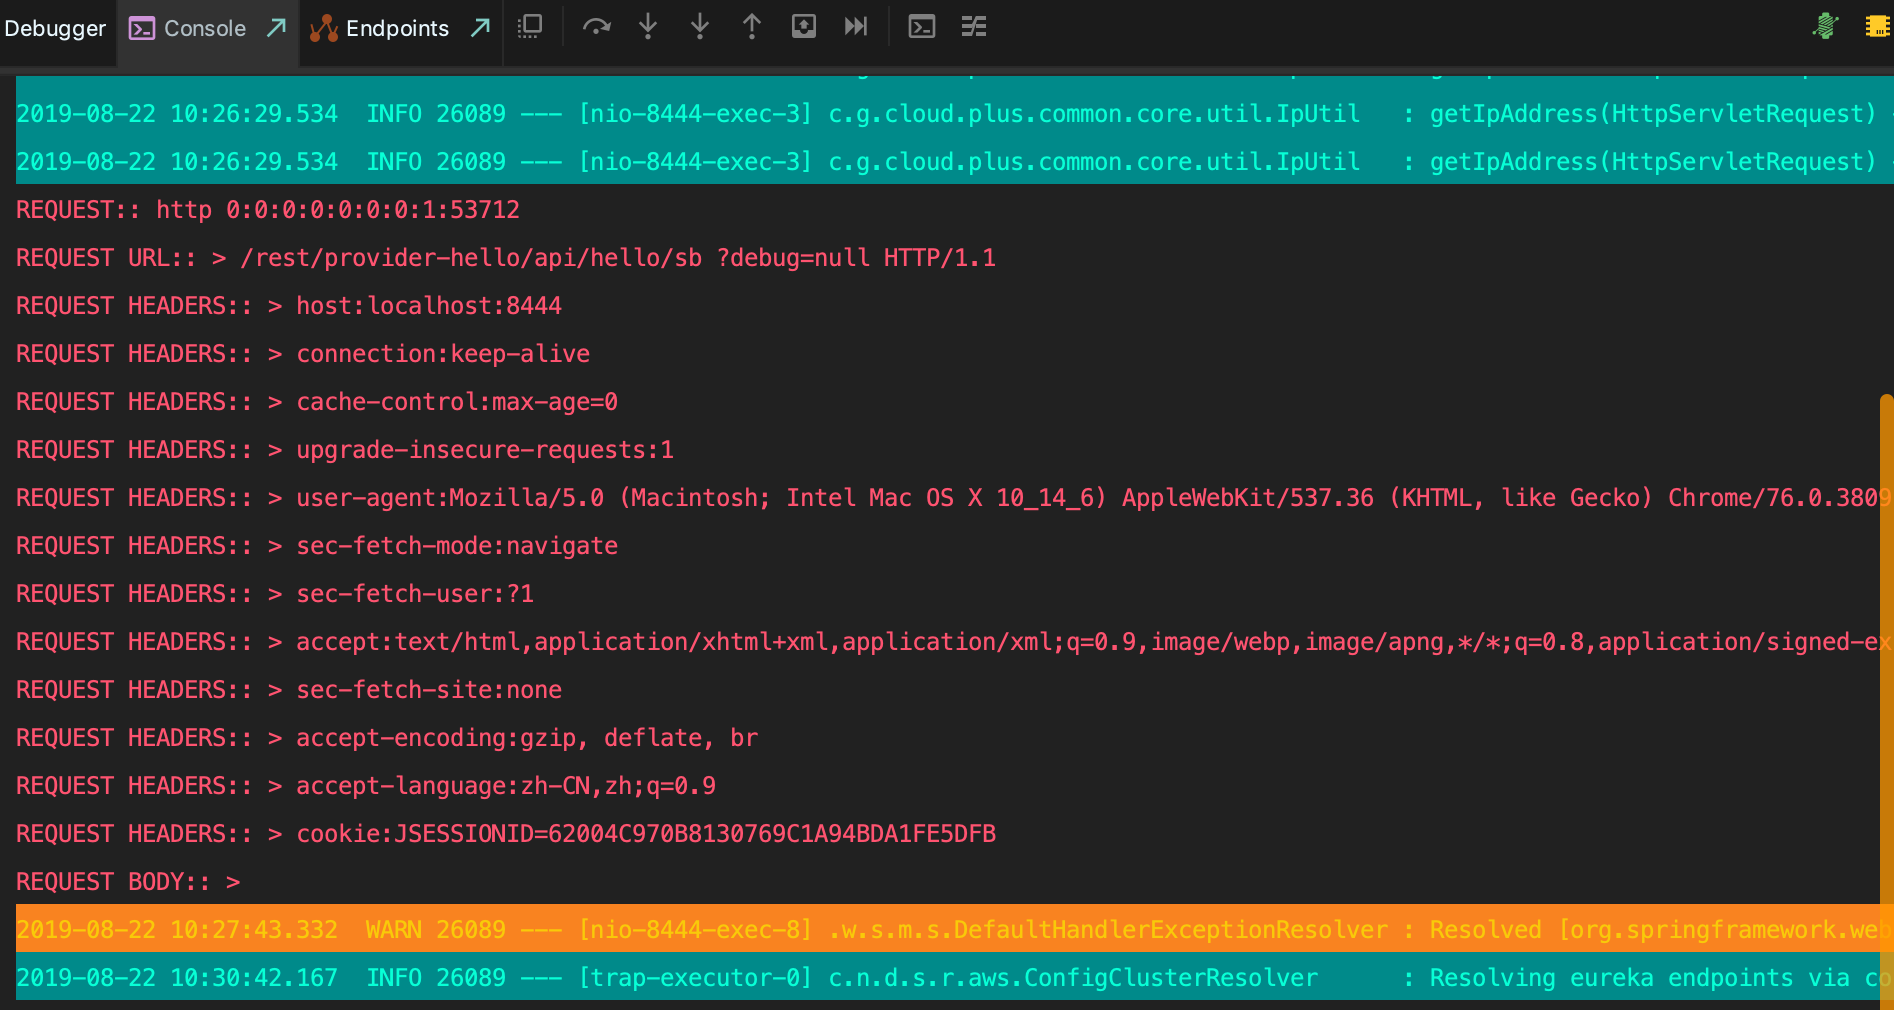 Debugger Console Endpoints
2019-08-22 10:26:29.534  INFO 26089 --- [nio-8444-exec-3] c.g.cloud.plus.common.core.util.IpUtil   : getIpAddress(HttpServletRequest)
2019-08-22 10:26:29.534  INFO 26089 --- [nio-8444-exec-3] c.g.cloud.plus.common.core.util.IpUtil   : getIpAddress(HttpServletRequest)
REQUEST:: http 0:0:0:0:0:0:0:1:53712
REQUEST URL:: > /rest/provider-hello/api/hello/sb ?debug=null HTTP/1.1
REQUEST HEADERS:: > host:localhost:8444
REQUEST HEADERS:: > connection:keep-alive
REQUEST HEADERS:: > cache-control:max-age=0
REQUEST HEADERS:: > upgrade-insecure-requests:1
REQUEST HEADERS:: > user-agent:Mozilla/5.0 (Macintosh; Intel Mac OS X 10_14_6) AppleWebKit/537.36 (KHTML, like Gecko) Chrome/76.0.3809
REQUEST HEADERS:: > sec-fetch-mode:navigate
REQUEST HEADERS:: > sec-fetch-user:?1
REQUEST HEADERS:: > accept:text/html,application/xhtml+xml,application/xml;q=0.9,image/webp,image/apng,*/*;q=0.8,application/signed-ex
REQUEST HEADERS:: > sec-fetch-site:none
REQUEST HEADERS:: > accept-encoding:gzip, deflate, br
REQUEST HEADERS:: > accept-language:zh-CN,zh;q=0.9
REQUEST HEADERS:: > cookie:JSESSIONID=62004C970B8130769C1A94BDA1FE5DFB
REQUEST BODY:: >
2019-08-22 10:27:43.332  WARN 26089 --- [nio-8444-exec-8] .w.s.m.s.DefaultHandlerExceptionResolver : Resolved [org.springframework.web
2019-08-22 10:30:42.167  INFO 26089 --- [trap-executor-0] c.n.d.s.r.aws.ConfigClusterResolver      : Resolving eureka endpoints via co